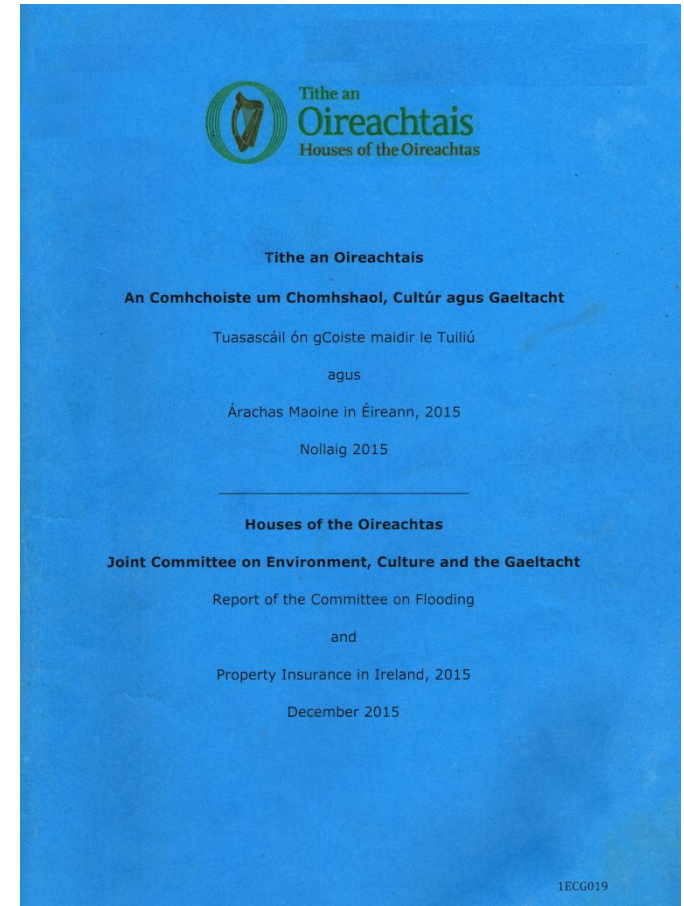 Tithe an
Oireachtais
Houses of the Oireachtas
Tithe an Oireachtais
An Comhchoiste um Chomhshaol, Cultúr agus Gaeltacht
Tuasascáil ón gCoiste maidir le Tuiliú
agus
Árachas Maoine in Éireann, 2015
Nollaig 2015
Houses of the Oireachtas
Joint Committee on Environment, Culture and the Gaeltacht
Report of the Committee on Flooding
and
Property Insurance in Ireland, 2015
December 2015
1ECG019